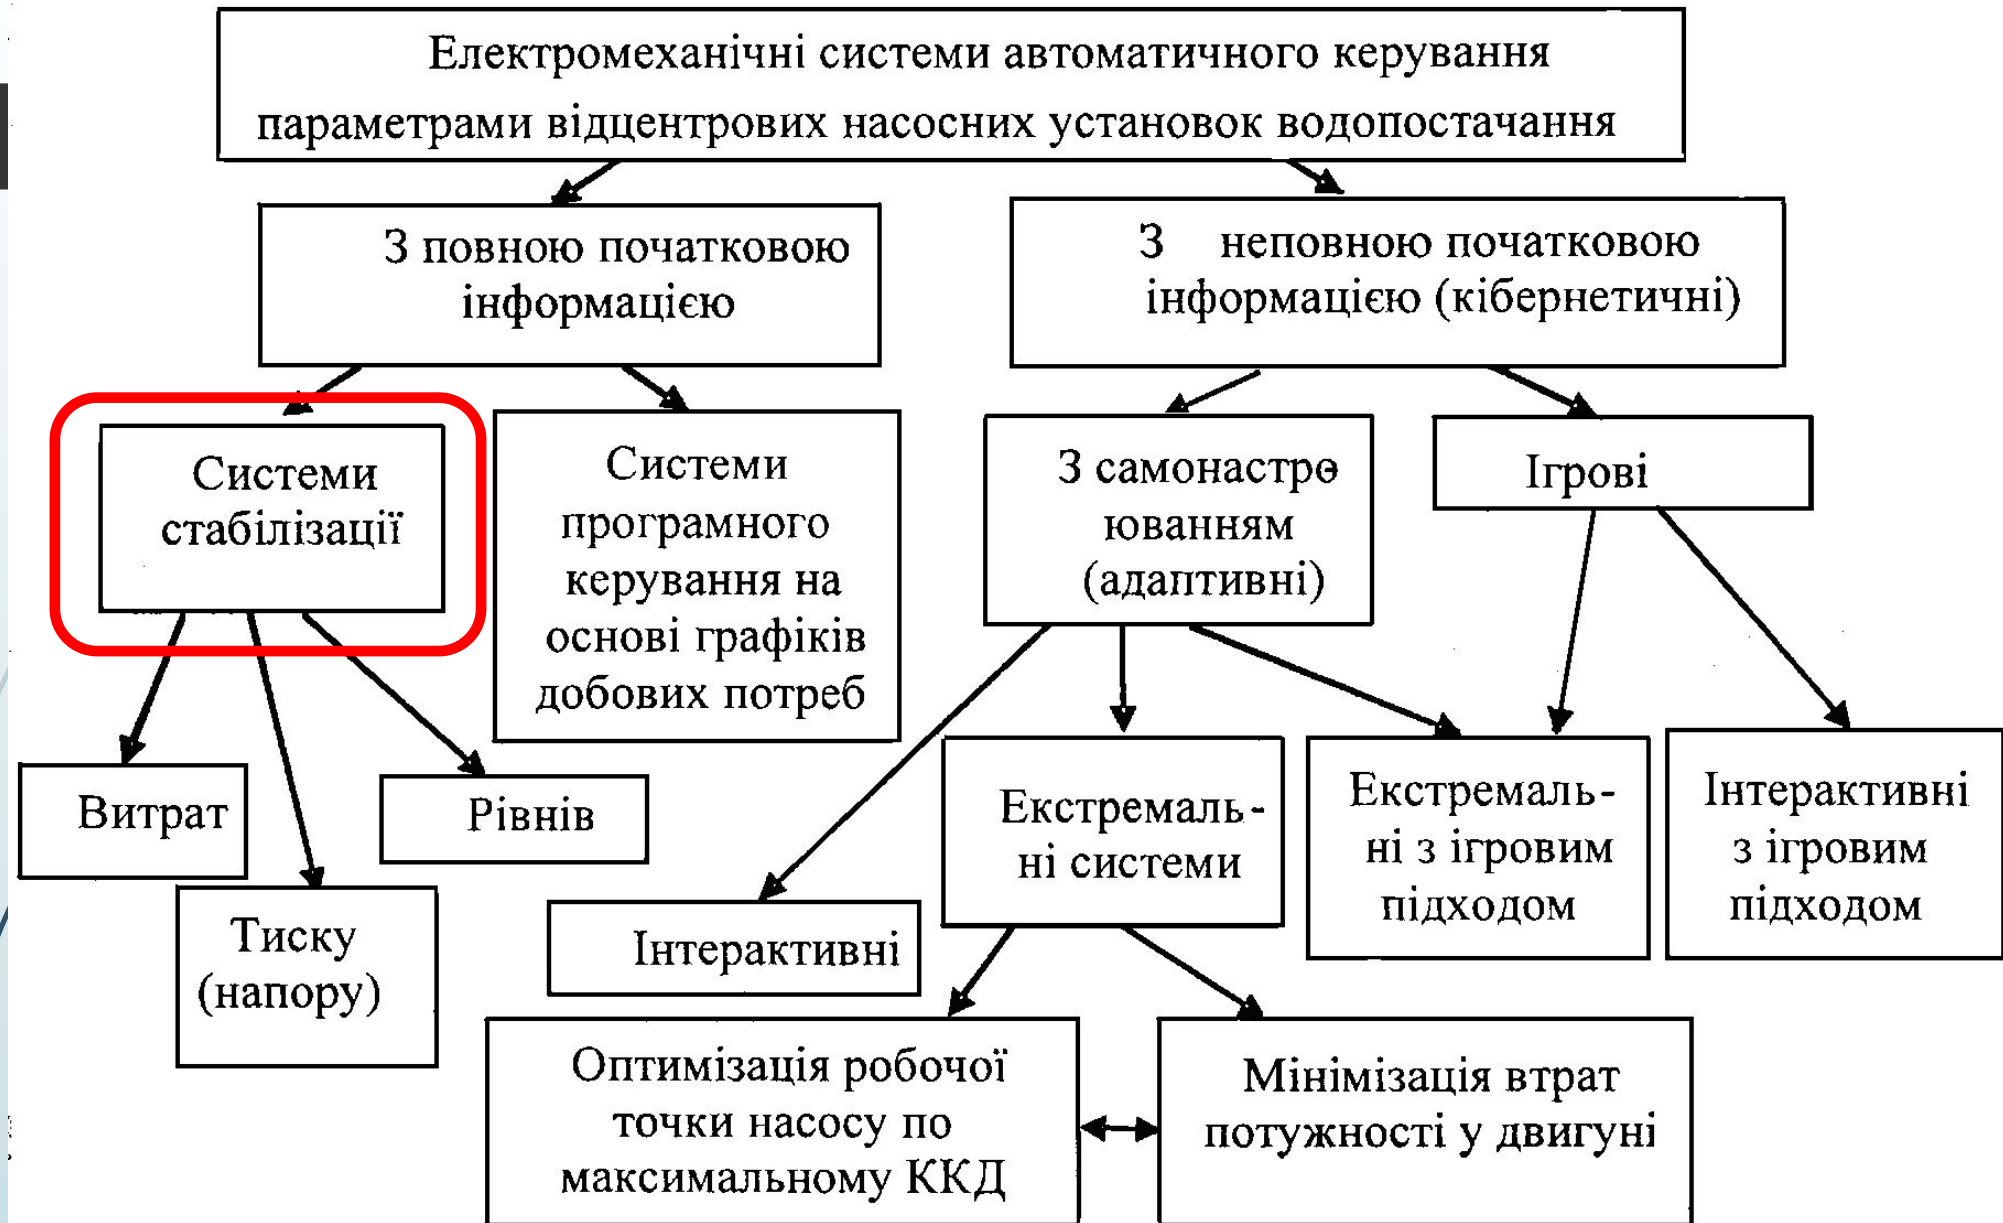 Електромеханічні системи автоматичного керування
параметрами відцентрових насосних установок водопостачання
З повною початковою
інформацією
З неповною початковою
інформацією (кібернетичні)
Системи
стабілізації
Системи
програмного
керування на
основі графіків
добових потреб
З самонастро
юванням
(адаптивні)
Ігрові
Витрат
Тиску
(напору)
Рівнів
Інтерактивні
Екстремаль-
ні системи
Екстремаль-
ні з ігровим
підходом
Інтерактивні
з ігровим
підходом
Оптимізація робочої
точки насосу по
максимальному ККД
Мінімізація втрат
потужності у двигуні